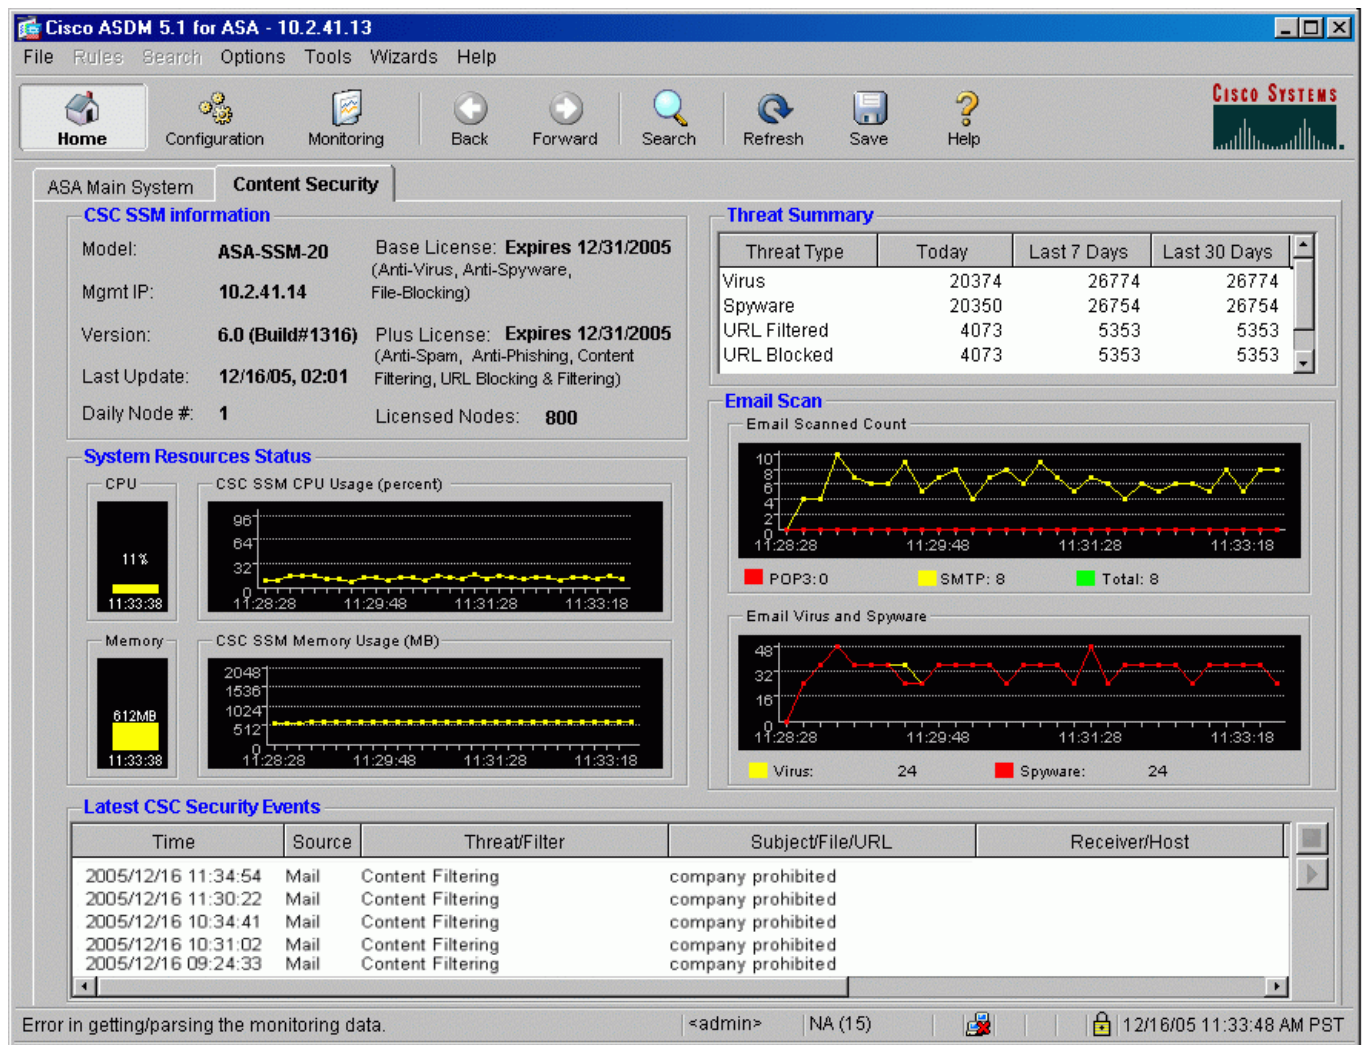 Cisco ASDM 5.1 for ASA - 10.2.41.13
File Rules Search Options Tools Wizards Help
Home Configuration Monitoring Back Forward Search Refresh Save Help
CISCO SYSTEMS
ASA Main System Content Security
CSC SSM information
Model: ASA-SSM-20
Mgmt IP: 10.2.41.14
Version: 6.0 (Build#1316)
Last Update: 12/16/05, 02:01
Daily Node #: 1
Base License: Expires 12/31/2005
(Anti-Virus, Anti-Spyware,
File-Blocking)
Plus License: Expires 12/31/2005
(Anti-Spam, Anti-Phishing, Content
Filtering, URL Blocking & Filtering)
Licensed Nodes: 800
Threat Summary
Threat Type Today Last 7 Days Last 30 Days
Virus 20374 26774 26774
Spyware 20350 26754 26754
URL Filtered 4073 5353 5353
URL Blocked 4073 5353 5353
System Resources Status
CPU
11%
11:33:38
CSC SSM CPU Usage (percent)
96
64
32
0
11:28:28 11:29:48 11:31:28 11:33:18
Memory
612MB
11:33:38
CSC SSM Memory Usage (MB)
2048
1536
1024
512
0
11:28:28 11:29:48 11:31:28 11:33:18
Email Scan
Email Scanned Count
10
8
6
4
2
0
11:28:28 11:29:48 11:31:28 11:33:18
POP3: 0 SMTP: 8 Total: 8
Email Virus and Spyware
48
32
16
0
11:28:28 11:29:48 11:31:28 11:33:18
Virus: 24 Spyware: 24
Latest CSC Security Events
Time Source Threat/Filter Subject/File/URL Receiver/Host
2005/12/16 11:34:54 Mail Content Filtering company prohibited
2005/12/16 11:30:22 Mail Content Filtering company prohibited
2005/12/16 10:34:41 Mail Content Filtering company prohibited
2005/12/16 10:31:02 Mail Content Filtering company prohibited
2005/12/16 09:24:33 Mail Content Filtering company prohibited
Error in getting/parsing the monitoring data. <admin> NA (15) 12/16/05 11:33:48 AM PST